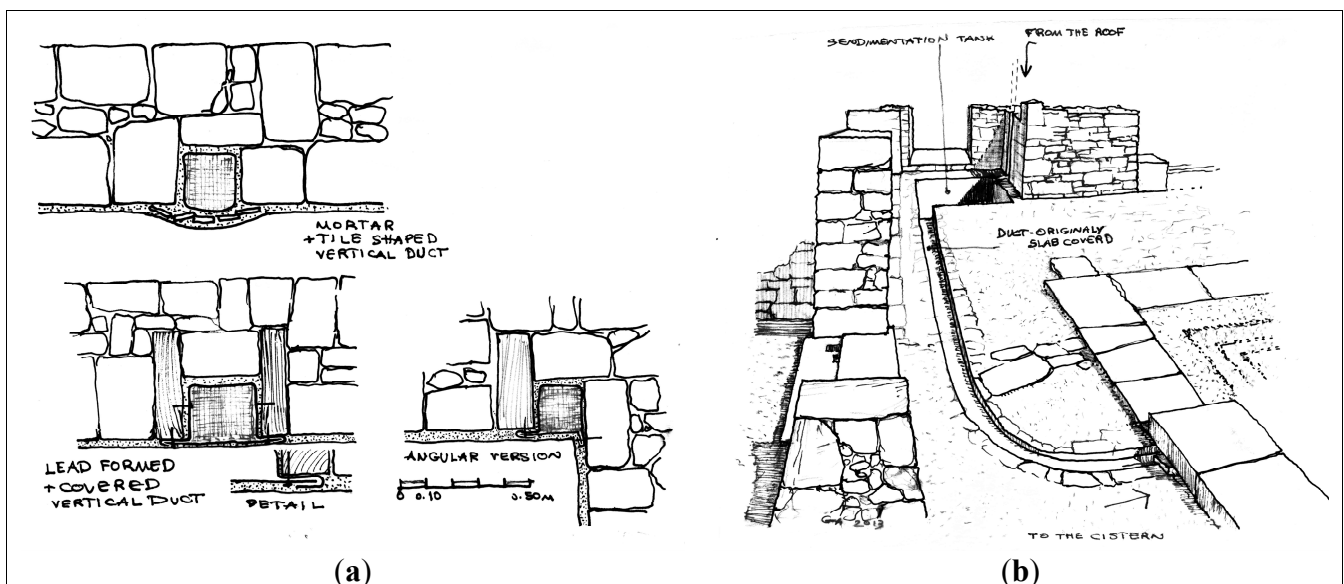 MORTAR
+TILE SHAPED
VERTICAL DUCT
LEAD FORMED
+COVERED
VERTICAL DUCT
DETAIL
ANGULAR VERSION
0 0.10 0.50M
(a)
SENDIMENTATION TANK
FROM THE ROOF
DUCT-ORIGINALY
SLAB COVERD
GA 2013
TO THE CISTERN
(b)